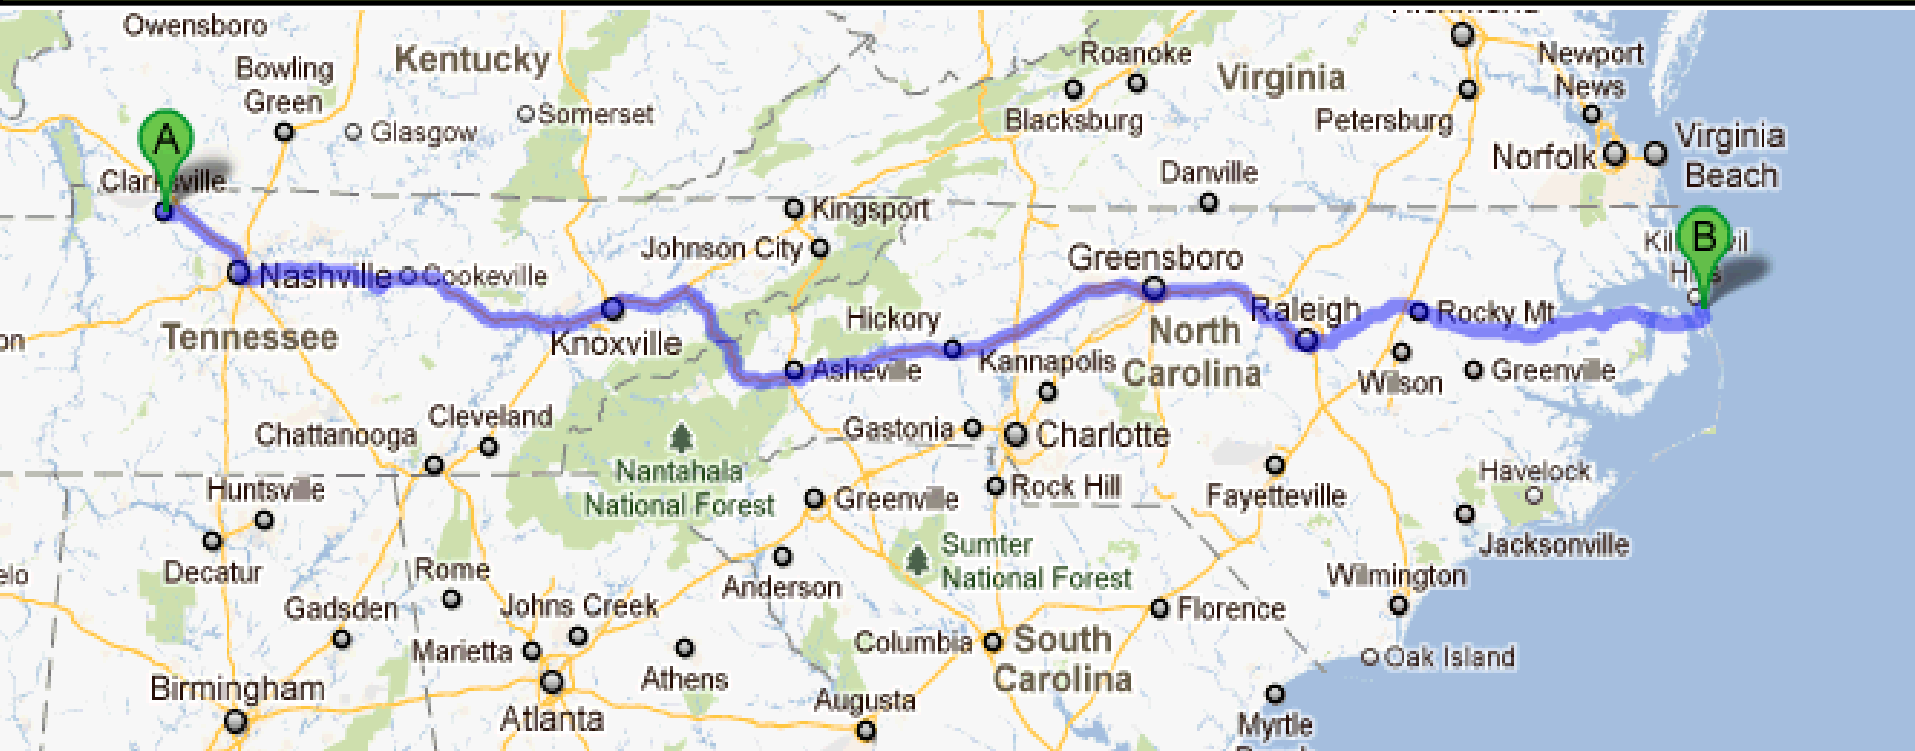 Owensboro
Kentucky
Bowling
Green
Glasgow
Somerset
Roanoke
Blacksburg
Virginia
Petersburg
Newport
News
Norfolk
Virginia
Beach
A
Danville
Kingsport
Johnson City
B
Nashville
Cookeville
Tennessee
Knoxville
Hickory
Asheville
Greensboro
Kannapolis
North
Carolina
Raleigh
Rocky Mt
Wilson
Greenville
Chattanooga
Cleveland
Gastonia
Charlotte
Nantahala
National Forest
Greenville
Rock Hill
Fayetteville
Havelock
Jacksonville
Huntsville
Decatur
Rome
Gadsden
Johns Creek
Anderson
Sumter
National Forest
Wilmington
Florence
Marietta
Athens
Columbia
South
Carolina
Oak Island
Birmingham
Atlanta
Augusta
Myrtle